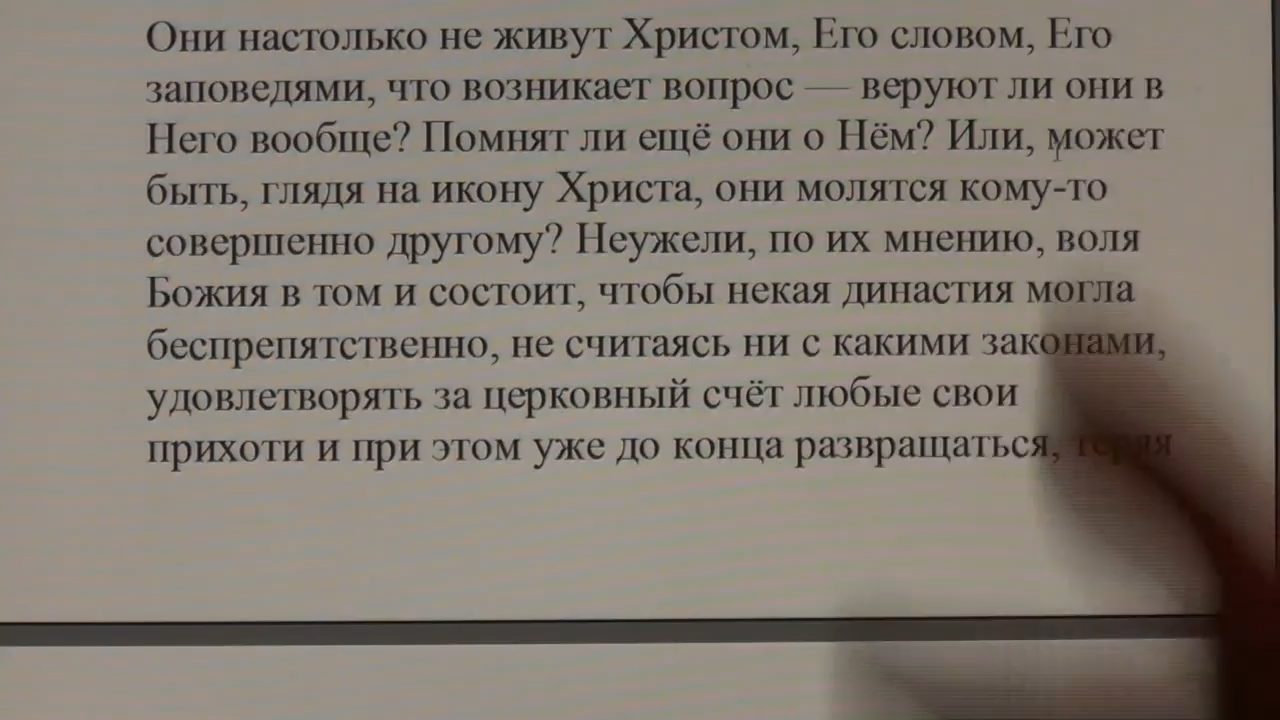 Они настолько не живут Христом, Его словом, Его
заповедями, что возникает вопрос — веруют ли они в
Него вообще? Помнят ли ещё они о Нём? Или, может
быть, глядя на икону Христа, они молятся кому-то
совершенно другому? Неужели, по их мнению, воля
Божия в том и состоит, чтобы некая династия могла
беспрепятственно, не считаясь ни с какими законами,
удовлетворять за церковный счёт любые свои
прихоти и при этом уже до конца развращаться, теряя